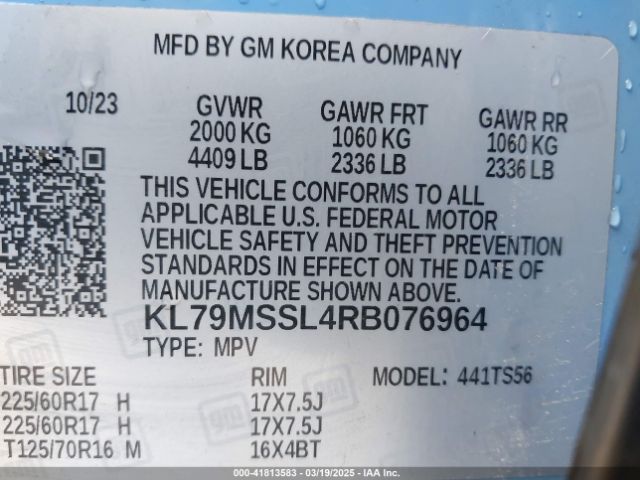 MFD BY GM KOREA COMPANY
10/23 GVWR GAWR FRT GAWR RR
2000 KG 1060 KG 1060 KG
4409 LB 2336 LB 2336 LB
THIS VEHICLE CONFORMS TO ALL
APPLICABLE U.S. FEDERAL MOTOR
VEHICLE SAFETY AND THEFT PREVENTION
STANDARDS IN EFFECT ON THE DATE OF
MANUFACTURE SHOWN ABOVE.
KL79MSSL4RB076964
TYPE: MPV
TIRE SIZE RIM MODEL: 441TS56
225/60R17 H 17X7.5J
225/60R17 H 17X7.5J
T125/70R16 M 16X4BT
gm
000-41813583 - 03/19/2025 - IAA Inc.